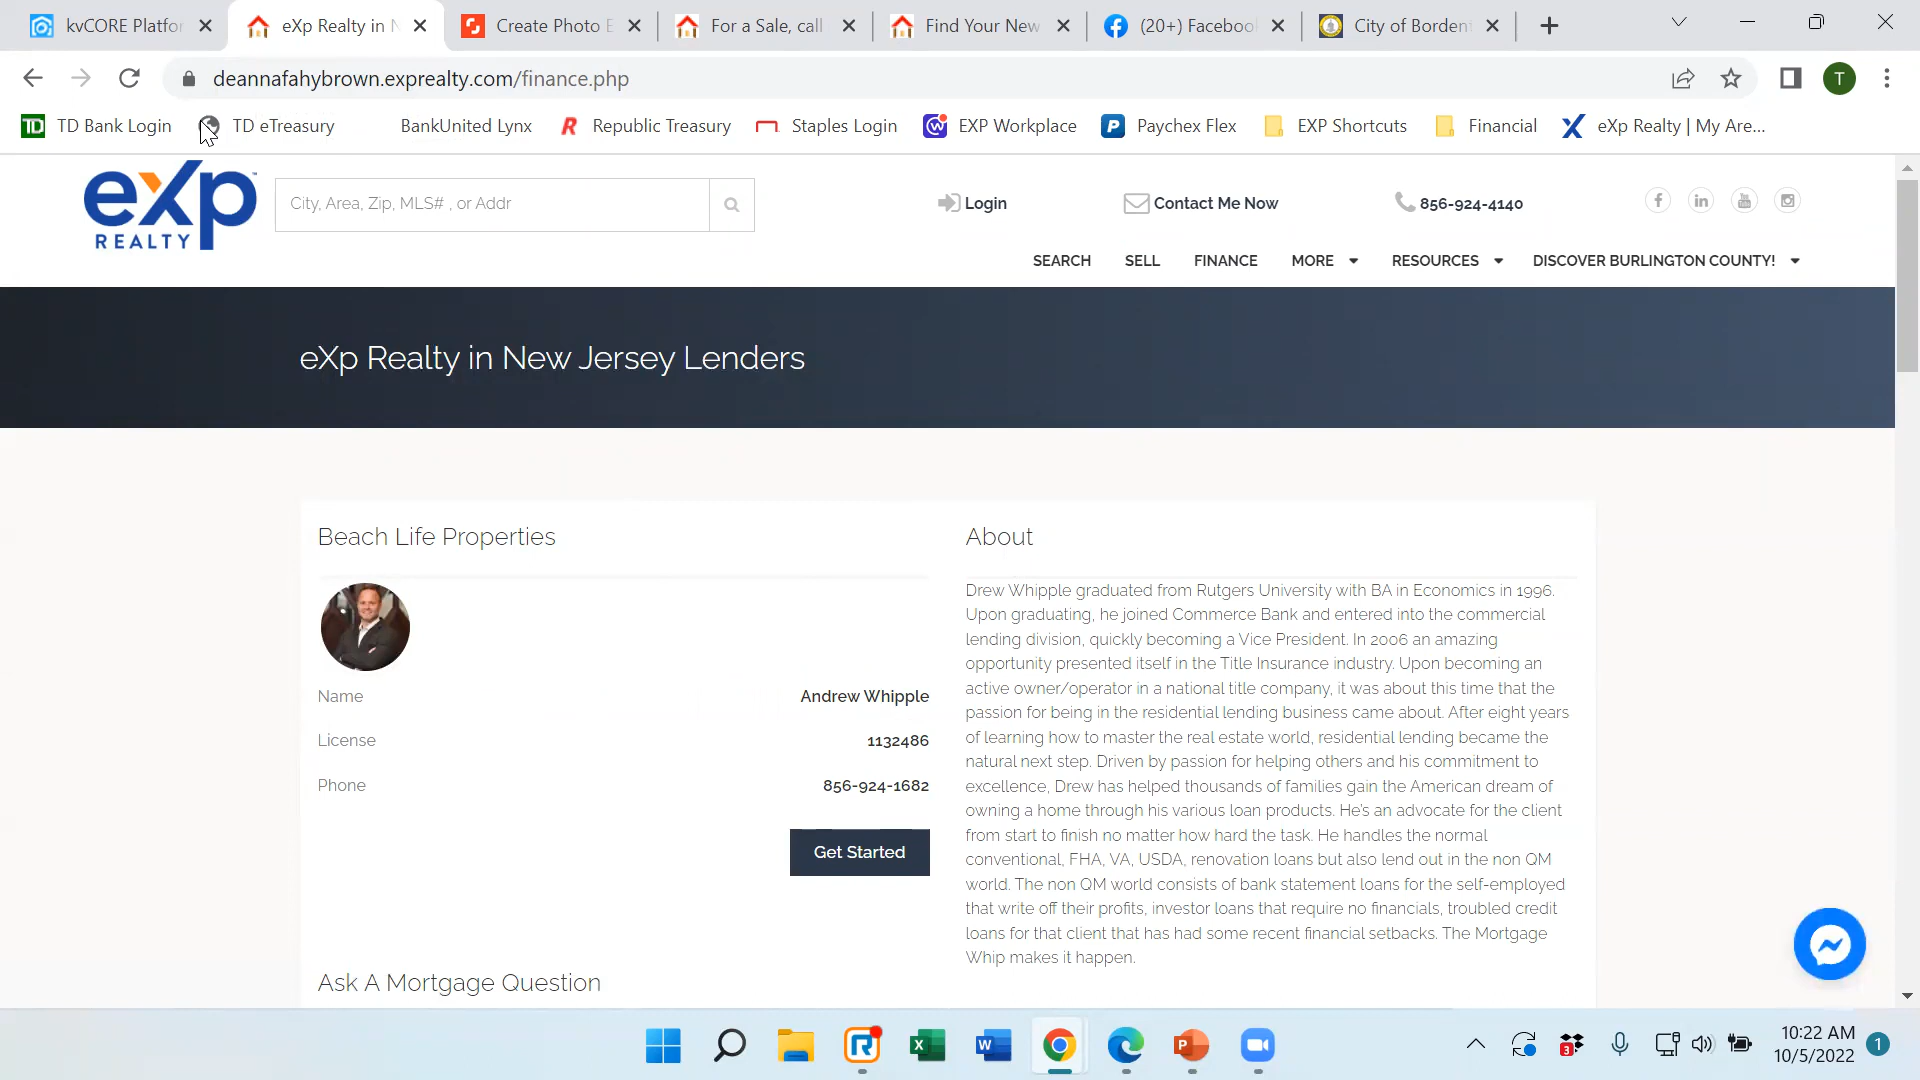 kvCORE Platfor
eXp Realty in N
Create Photo E
For a Sale, call
Find Your New
(20+) Facebook
City of Bordent
deannafahybrown.exprealty.com/finance.php
T
TD Bank Login
TD eTreasury
BankUnited Lynx
Republic Treasury
Staples Login
EXP Workplace
Paychex Flex
EXP Shortcuts
Financial
eXp Realty | My Are...
eXp REALTY
City, Area, Zip, MLS# , or Addr
Login
Contact Me Now
856-924-4140
SEARCH
SELL
FINANCE
MORE
RESOURCES
DISCOVER BURLINGTON COUNTY!
eXp Realty in New Jersey Lenders
Beach Life Properties
Name Andrew Whipple
License 1132486
Phone 856-924-1682
Get Started
Ask A Mortgage Question
About
Drew Whipple graduated from Rutgers University with BA in Economics in 1996.
Upon graduating, he joined Commerce Bank and entered into the commercial
lending division, quickly becoming a Vice President. In 2006 an amazing
opportunity presented itself in the Title Insurance industry. Upon becoming an
active owner/operator in a national title company, it was about this time that the
passion for being in the residential lending business came about. After eight years
of learning how to master the real estate world, residential lending became the
natural next step. Driven by passion for helping others and his commitment to
excellence, Drew has helped thousands of families gain the American dream of
owning a home through his various loan products. He's an advocate for the client
from start to finish no matter how hard the task. He handles the normal
conventional, FHA, VA, USDA, renovation loans but also lend out in the non QM
world. The non QM world consists of bank statement loans for the self-employed
that write off their profits, investor loans that require no financials, troubled credit
loans for that client that has had some recent financial setbacks. The Mortgage
Whip makes it happen.
3
10:22 AM
10/5/2022
1